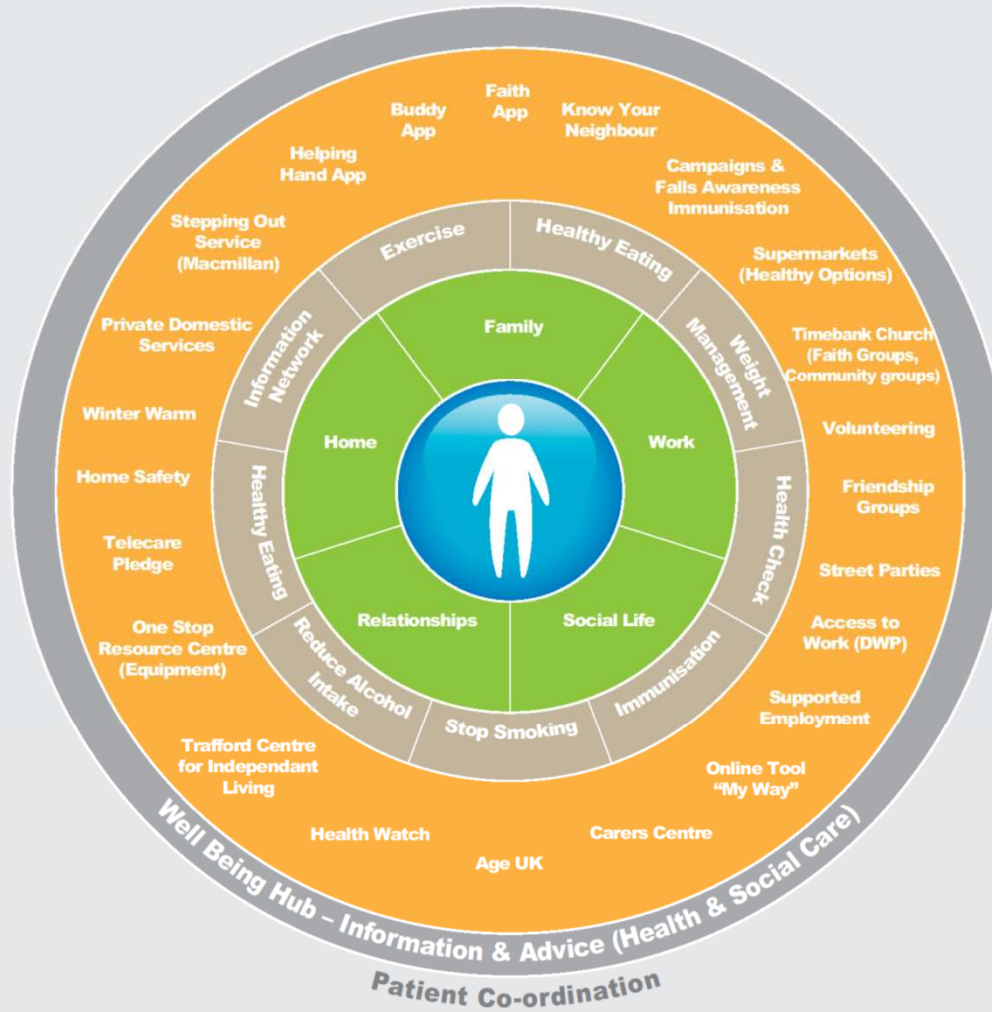 Faith
App
Know Your
Neighbour
Campaigns &
Falls Awareness
Immunisation
Supermarkets
(Healthy Options)
Timebank Church
(Faith Groups,
Community groups)
Volunteering
Friendship
Groups
Street Parties
Access to
Work (DWP)
Supported
Employment
Online Tool
“My Way”
Carers Centre
Age UK
Health Watch
Trafford Centre
for Independant
Living
One Stop
Resource Centre
(Equipment)
Telecare
Pledge
Home Safety
Winter Warm
Private Domestic
Services
Stepping Out
Service
(Macmillan)
Helping
Hand App
Buddy
App
Exercise
Healthy Eating
Weight
Management
Health Check
Immunisation
Stop Smoking
Reduce Alcohol
Intake
Healthy Eating
Information
Network
Family
Work
Social Life
Relationships
Home
Well Being Hub – Information & Advice (Health & Social Care)
Patient Co-ordination